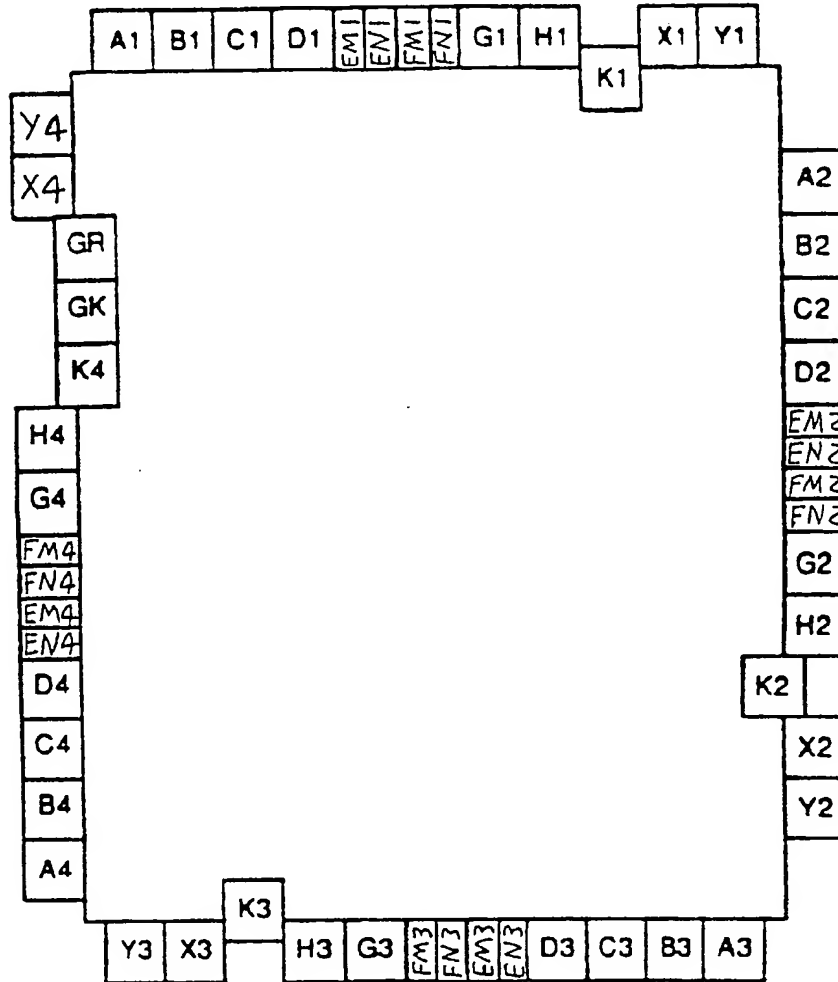 A1 B1 C1 D1 EM1 EN1 FM1 FN1 G1 H1 X1 Y1
K1
Y4
X4
GR
GK
K4
H4
G4
FM4
FN4
EM4
EN4
D4
C4
B4
A4
A2
B2
C2
D2
EM2
EN2
FM2
FN2
G2
H2
K2
X2
Y2
K3
Y3 X3 H3 G3 FM3 FN3 EM3 EN3 D3 C3 B3 A3